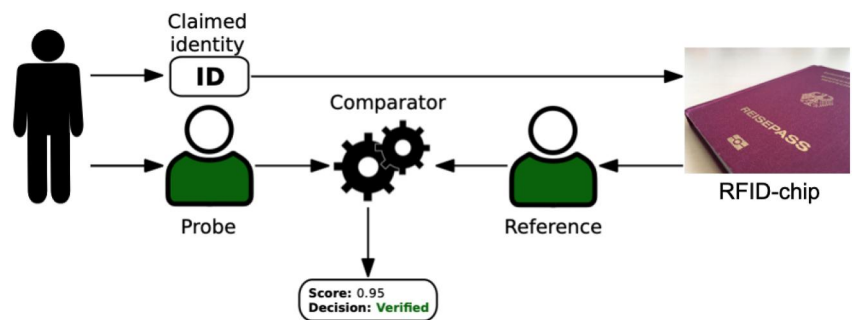 Claimed
identity
ID
Comparator
REISEPASS
RFID-chip
Probe
Reference
Score: 0.95
Decision: Verified